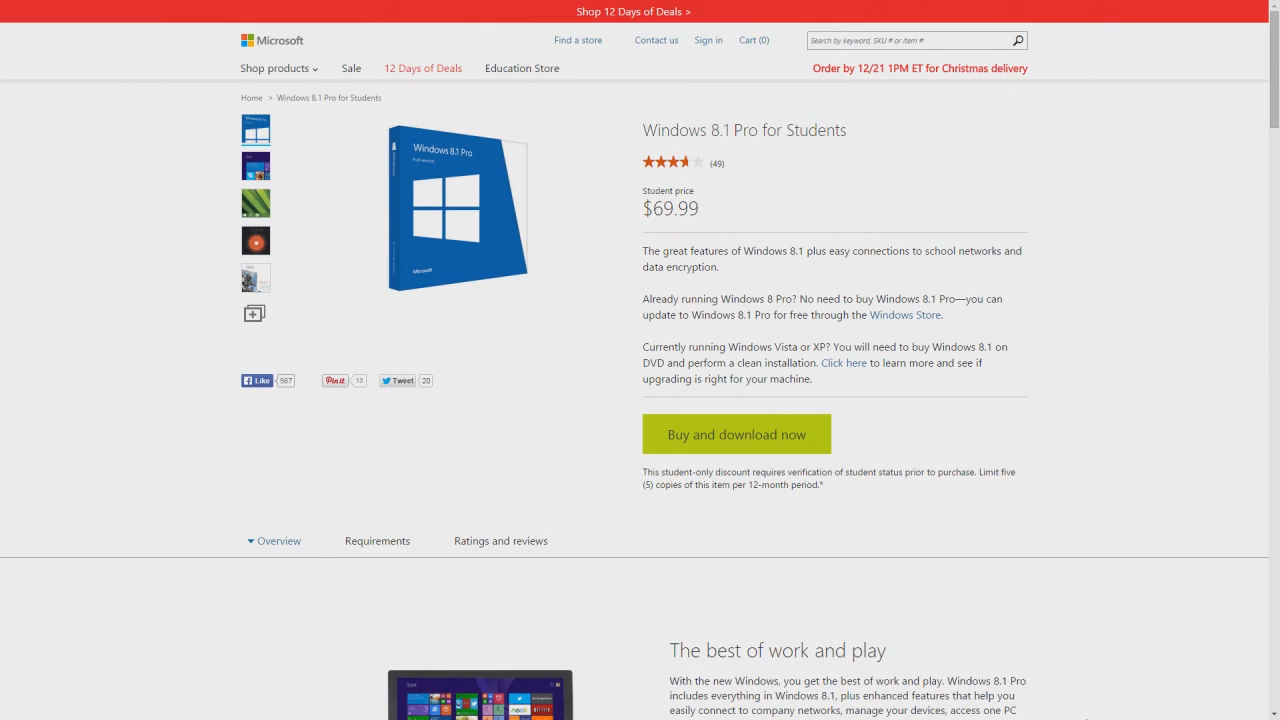 Shop 12 Days of Deals >
Microsoft
Find a store
Contact us
Sign in
Cart (0)
Search by keyword, SKU # or item #
Shop products
Sale
12 Days of Deals
Education Store
Order by 12/21 1PM ET for Christmas delivery
Home > Windows 8.1 Pro for Students
Windows 8.1 Pro
Full version
Microsoft
Windows 8.1 Pro for Students
(49)
Student price
$69.99
The great features of Windows 8.1 plus easy connections to school networks and
data encryption.
Already running Windows 8 Pro? No need to buy Windows 8.1 Pro—you can
update to Windows 8.1 Pro for free through the Windows Store.
Currently running Windows Vista or XP? You will need to buy Windows 8.1 on
DVD and perform a clean installation. Click here to learn more and see if
upgrading is right for your machine.
Like 567
Pin it 13
Tweet 20
Buy and download now
This student-only discount requires verification of student status prior to purchase. Limit five
(5) copies of this item per 12-month period.*
Overview
Requirements
Ratings and reviews
The best of work and play
With the new Windows, you get the best of work and play. Windows 8.1 Pro
includes everything in Windows 8.1, plus enhanced features that help you
easily connect to company networks, manage your devices, access one PC
Start